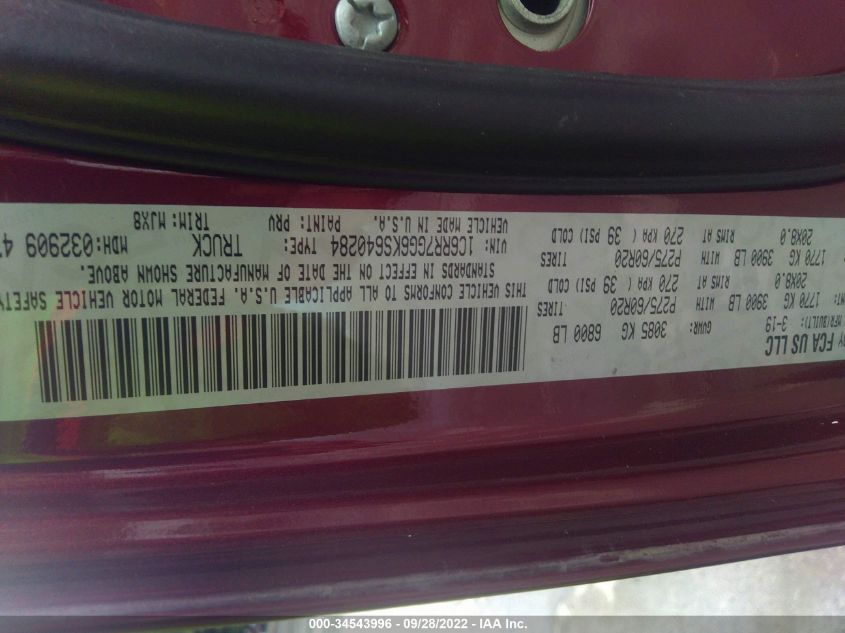 BY FCA US LLC
MFR(BUILT): 3-19 GVWR: 3085 KG 6800 LB
1770 KG 3900 LB WITH P275/60R20 TIRES
20X8.0 RIMS AT 270 KPA ( 39 PSI) COLD
1770 KG 3900 LB WITH P275/60R20 TIRES
20X8.0 RIMS AT 270 KPA ( 39 PSI) COLD
THIS VEHICLE CONFORMS TO ALL APPLICABLE U.S.A. FEDERAL MOTOR VEHICLE SAFETY
STANDARDS IN EFFECT ON THE DATE OF MANUFACTURE SHOWN ABOVE.
VIN: 1C6RR7GG6KS640284 TYPE: TRUCK MDH:032909
VEHICLE MADE IN U.S.A. PAINT: PRV TRIM:MJX8
000-34543996 - 09/28/2022 - IAA Inc.